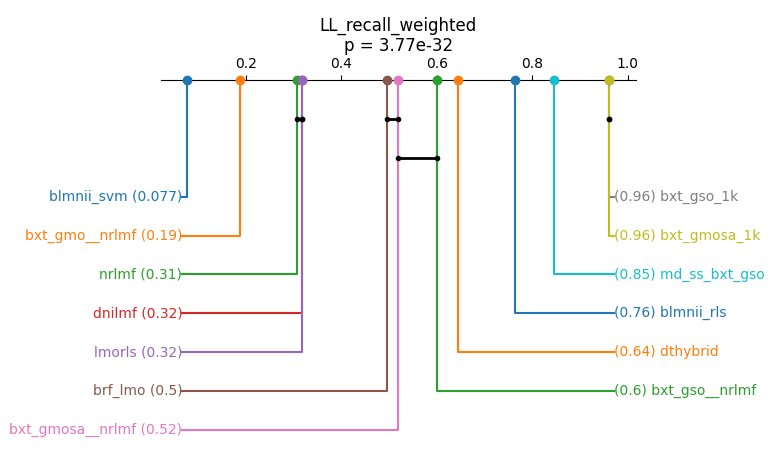 LL_recall_weighted
p = 3.77e-32
0.2 0.4 0.6 0.8 1.0
blmnii_svm (0.077)
(0.96) bxt_gso_1k
bxt_gmo__nrlmf (0.19)
(0.96) bxt_gmosa_1k
nrlmf (0.31)
(0.85) md_ss_bxt_gso
dnilmf (0.32)
(0.76) blmnii_rls
lmorls (0.32)
(0.64) dthybrid
brf_lmo (0.5)
(0.6) bxt_gso__nrlmf
bxt_gmosa__nrlmf (0.52)